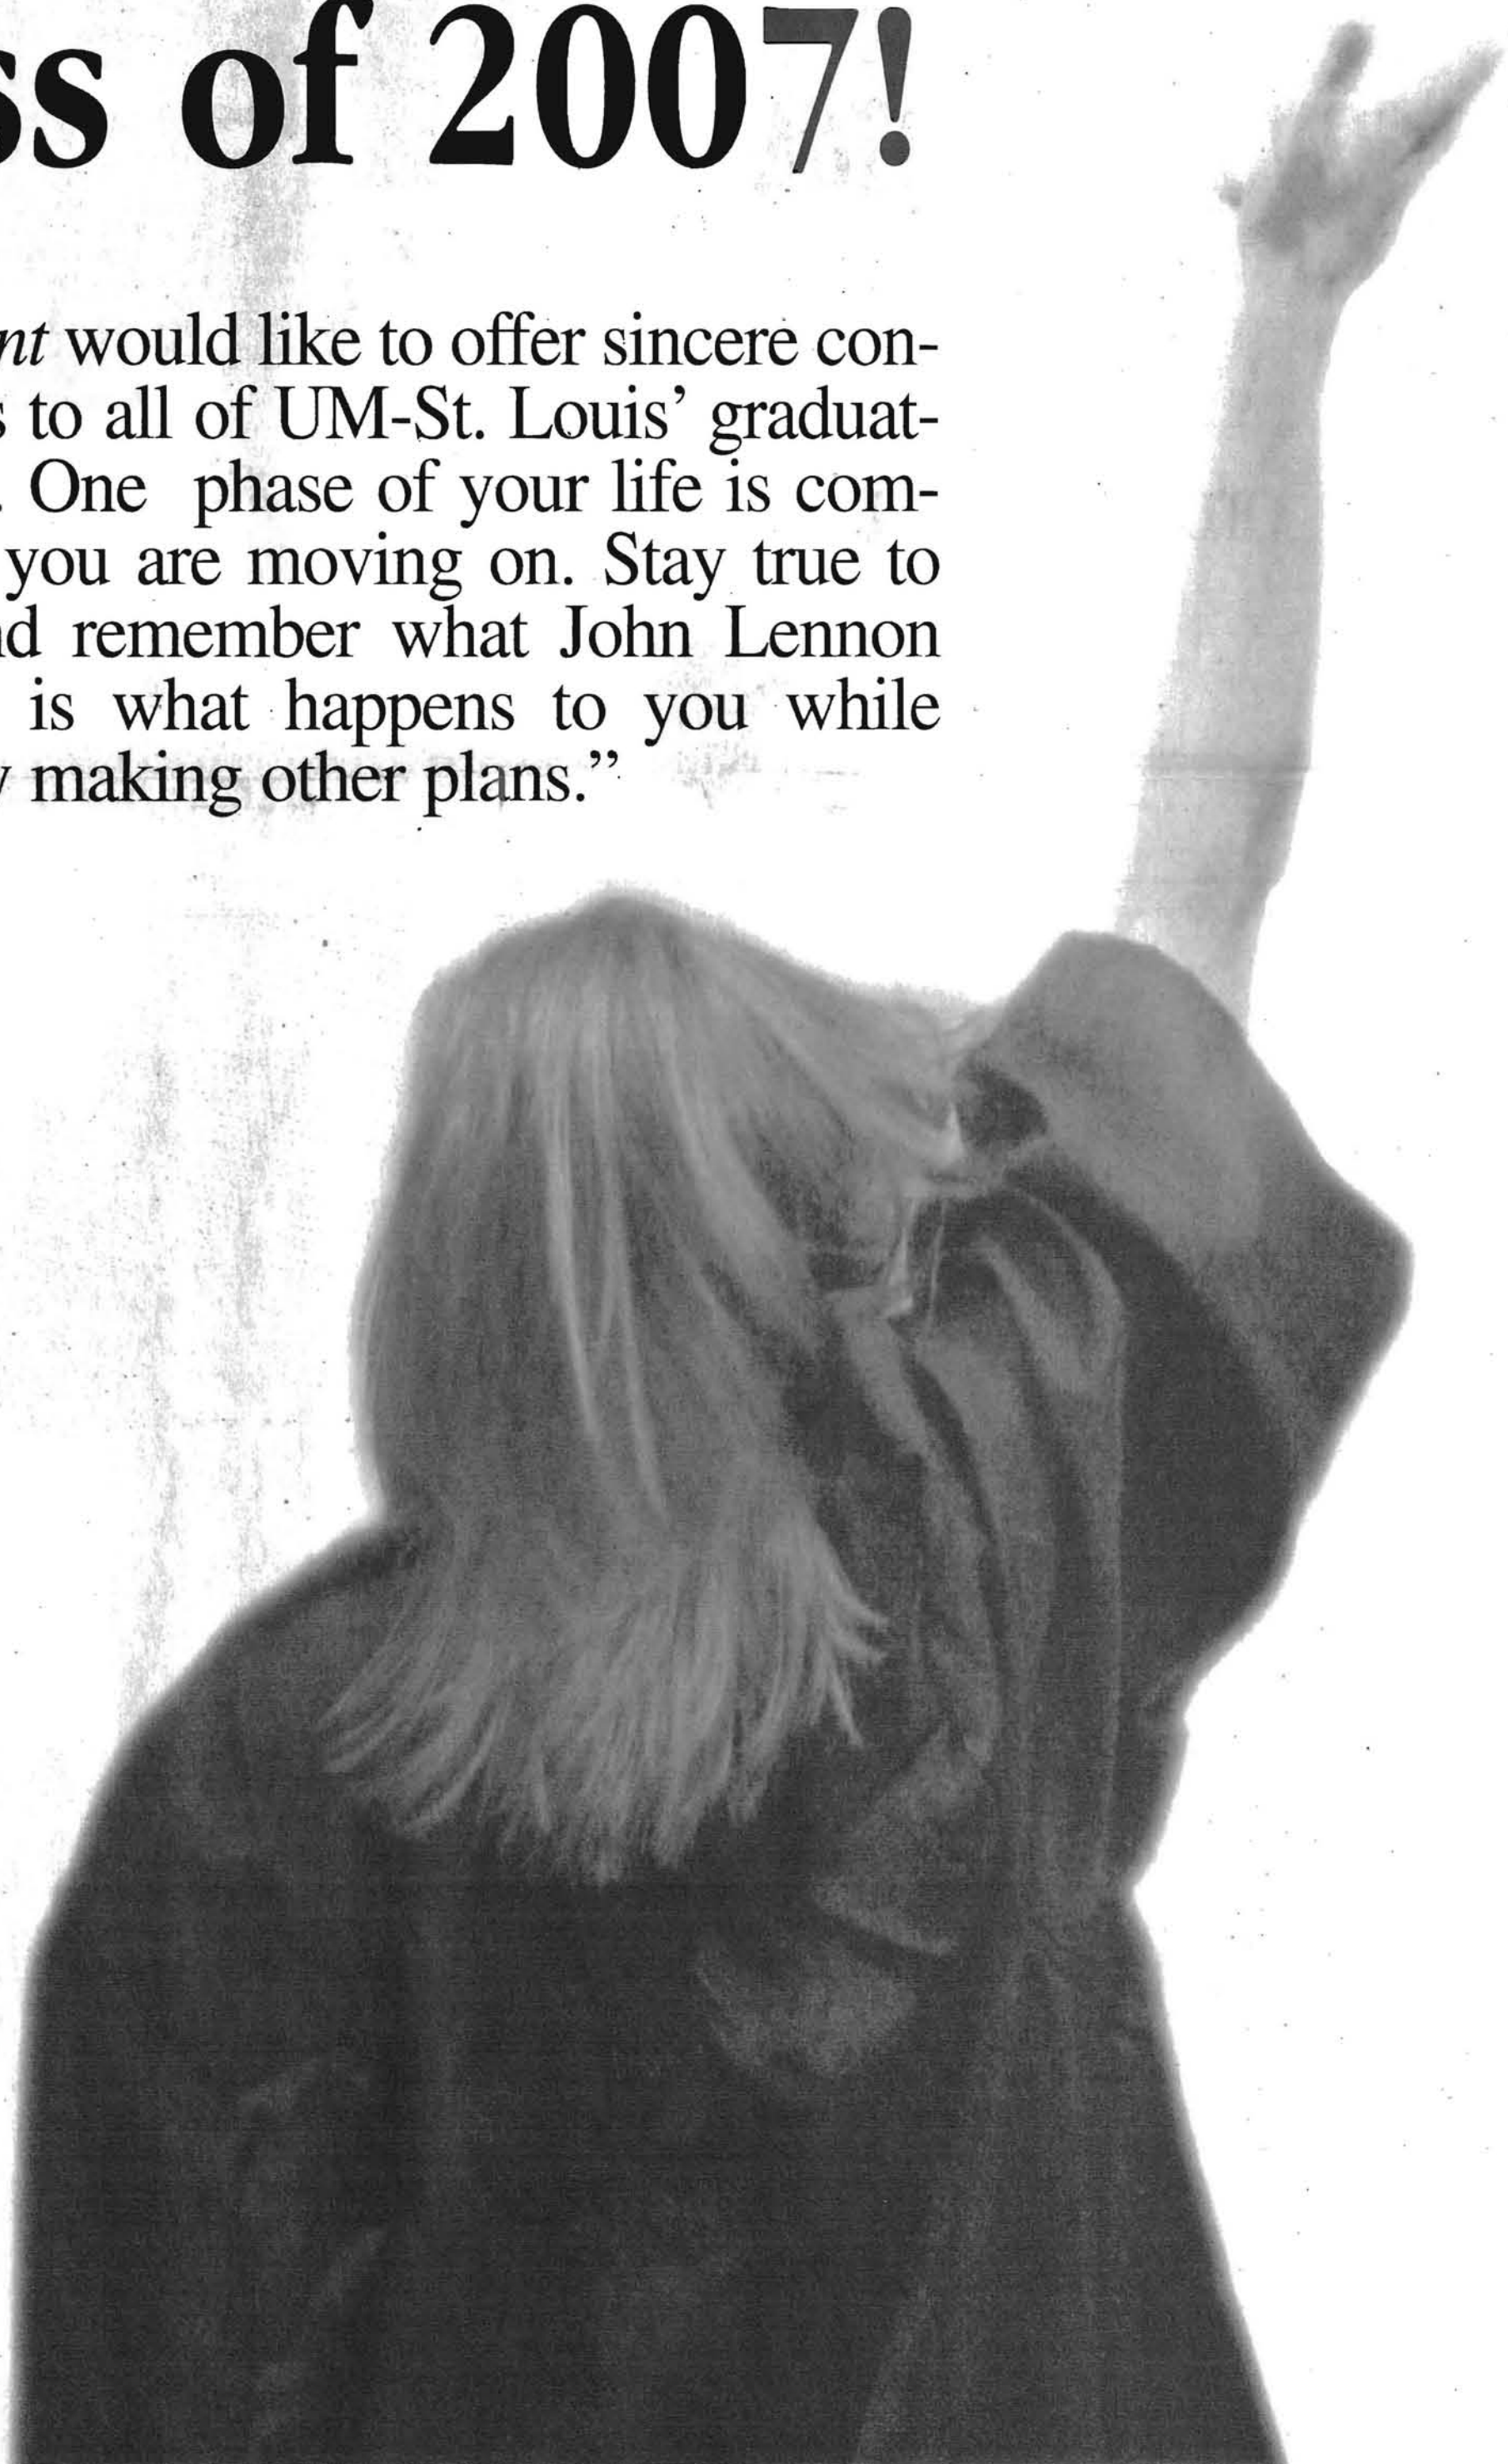 ss of 2007!
nt would like to offer sincere con-
s to all of UM-St. Louis' graduat-
. One phase of your life is com-
you are moving on. Stay true to
nd remember what John Lennon
is what happens to you while
y making other plans.”